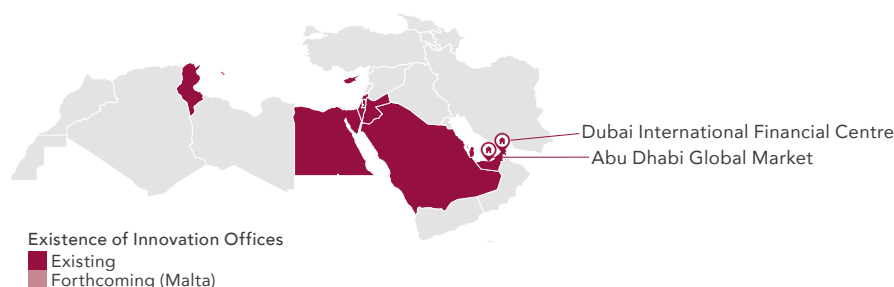 Dubai International Financial Centre
Abu Dhabi Global Market
Existence of Innovation Offices
Existing
Forthcoming (Malta)